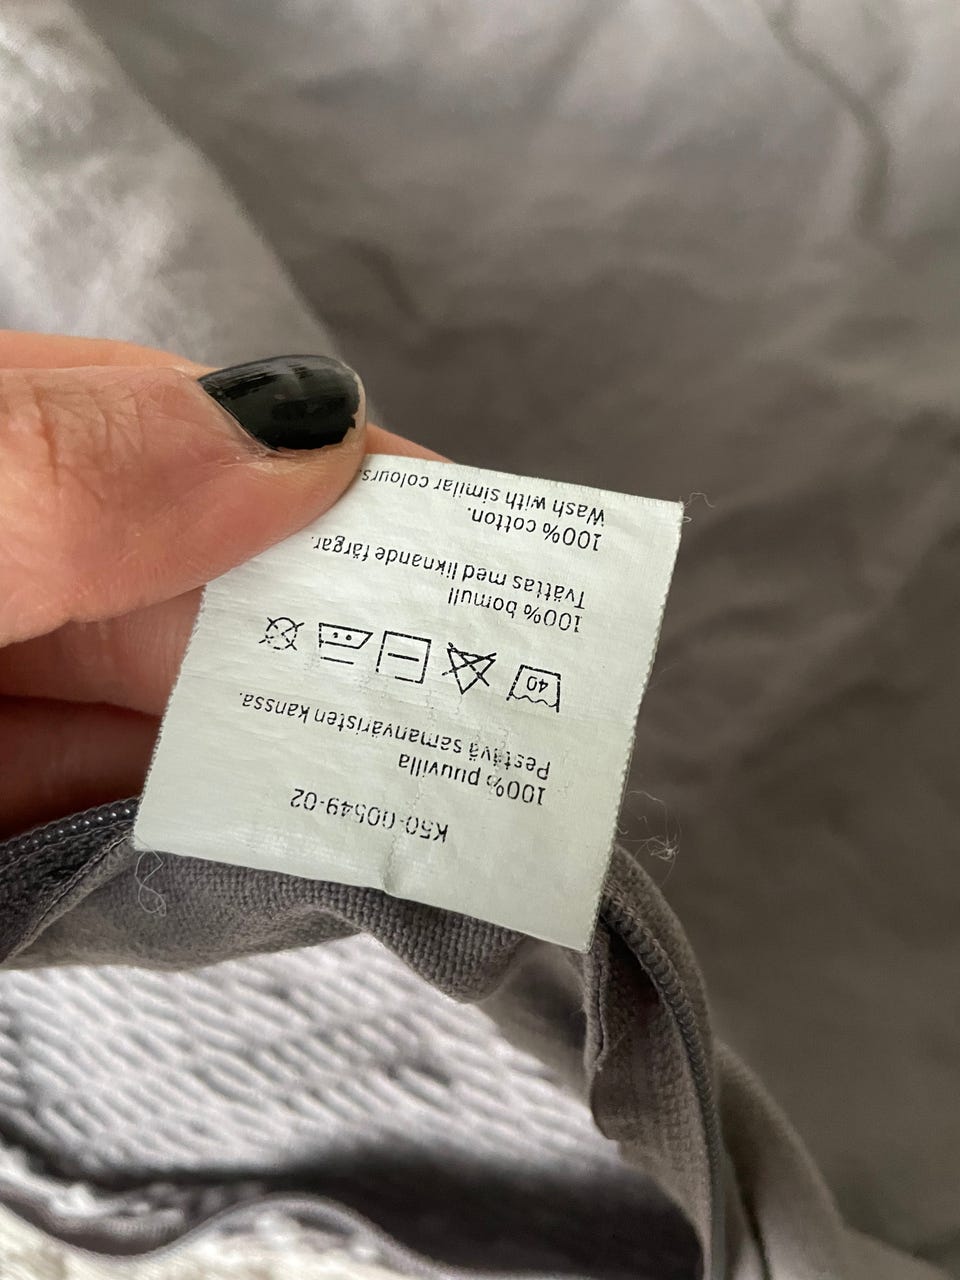 K50-00549-02
100% puuvilla
Pestävä samanväristen kanssa.
40
100% bomull
Tvättas med liknande färgar.
100% cotton.
Wash with similar colours.